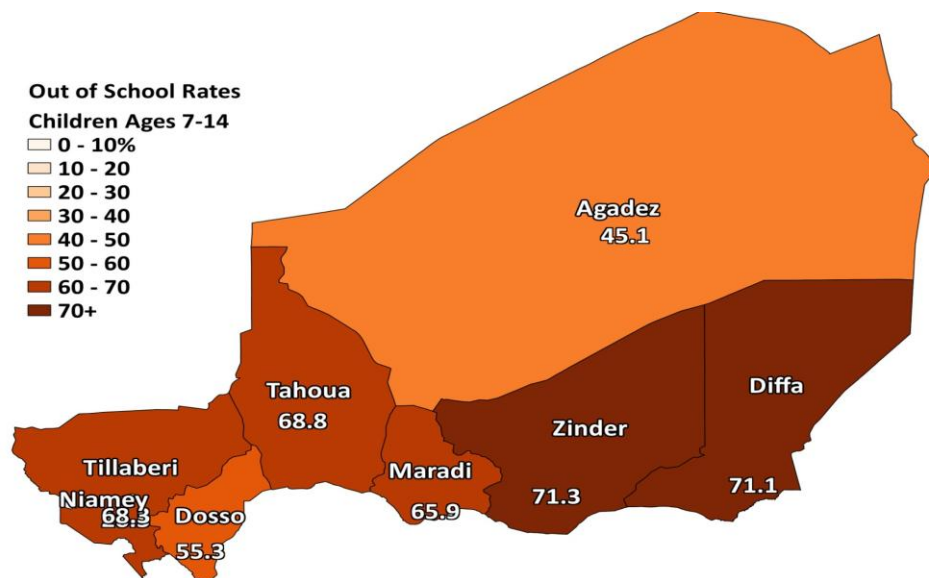 Out of School Rates
Children Ages 7-14
0 - 10%
10 - 20
20 - 30
30 - 40
40 - 50
50 - 60
60 - 70
70+
Agadez
45.1
Tahoua
68.8
Diffa
71.1
Zinder
71.3
Maradi
65.9
Tillaberi
Niamey
68.3
Dosso
55.3